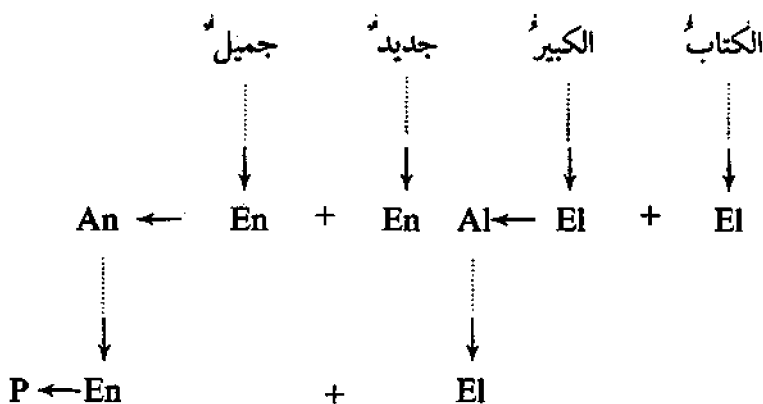 الكتابُ الكبيرُ جديدٌ جميلٌ
An ← En + En Al ← El + El
P ← En + El